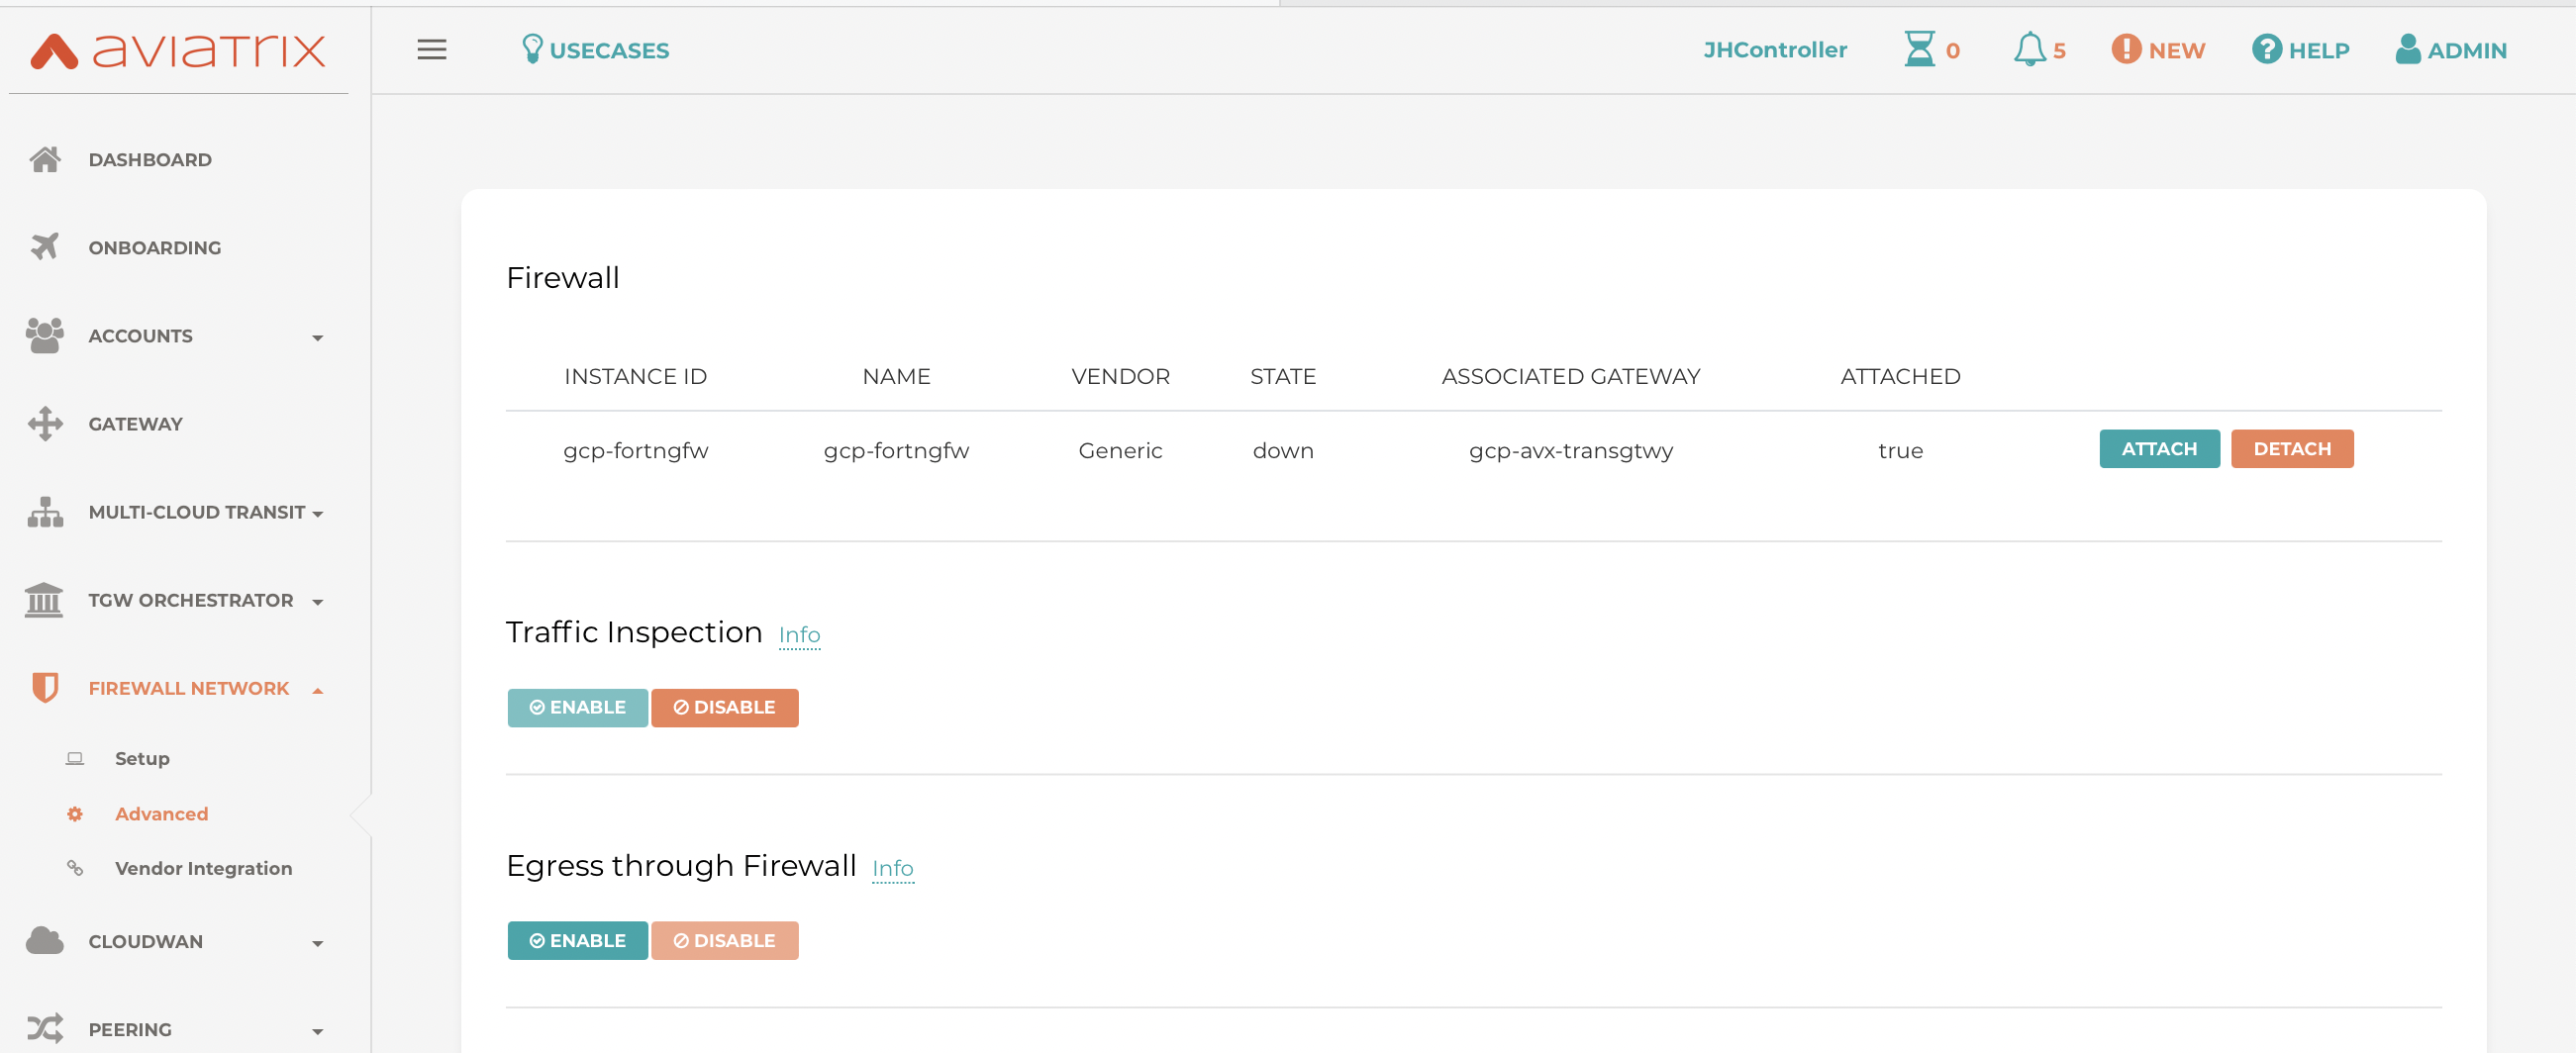 aviatrix
USECASES
JHController
0
5
NEW
HELP
ADMIN
DASHBOARD
ONBOARDING
ACCOUNTS
GATEWAY
MULTI-CLOUD TRANSIT
TGW ORCHESTRATOR
FIREWALL NETWORK
Setup
Advanced
Vendor Integration
CLOUDWAN
PEERING
Firewall
INSTANCE ID NAME VENDOR STATE ASSOCIATED GATEWAY ATTACHED
gcp-fortngfw gcp-fortngfw Generic down gcp-avx-transgtwy true ATTACH DETACH
Traffic Inspection Info
ENABLE DISABLE
Egress through Firewall Info
ENABLE DISABLE